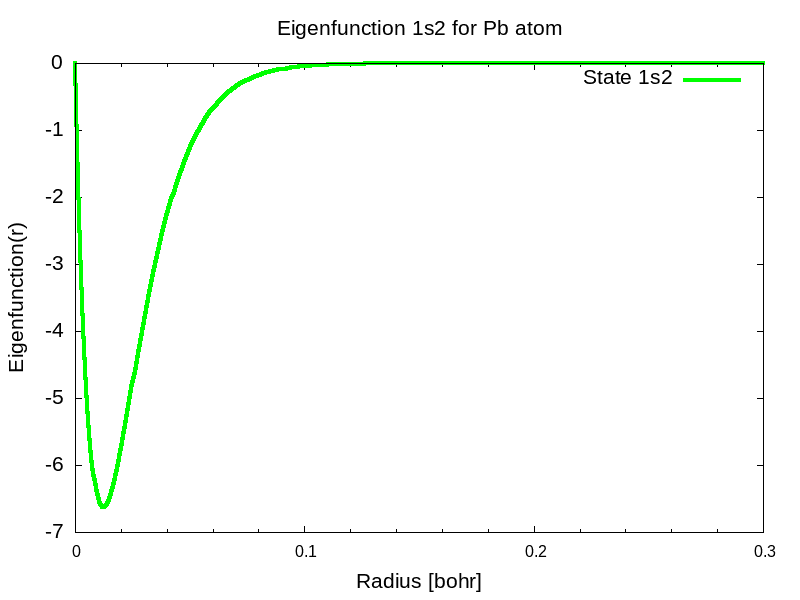 Eigenfunction 1s2 for Pb atom
0
State 1s2
-1
-2
-3
Eigenfunction(r)
-4
-5
-6
-7
0 0.1 0.2 0.3
Radius [bohr]